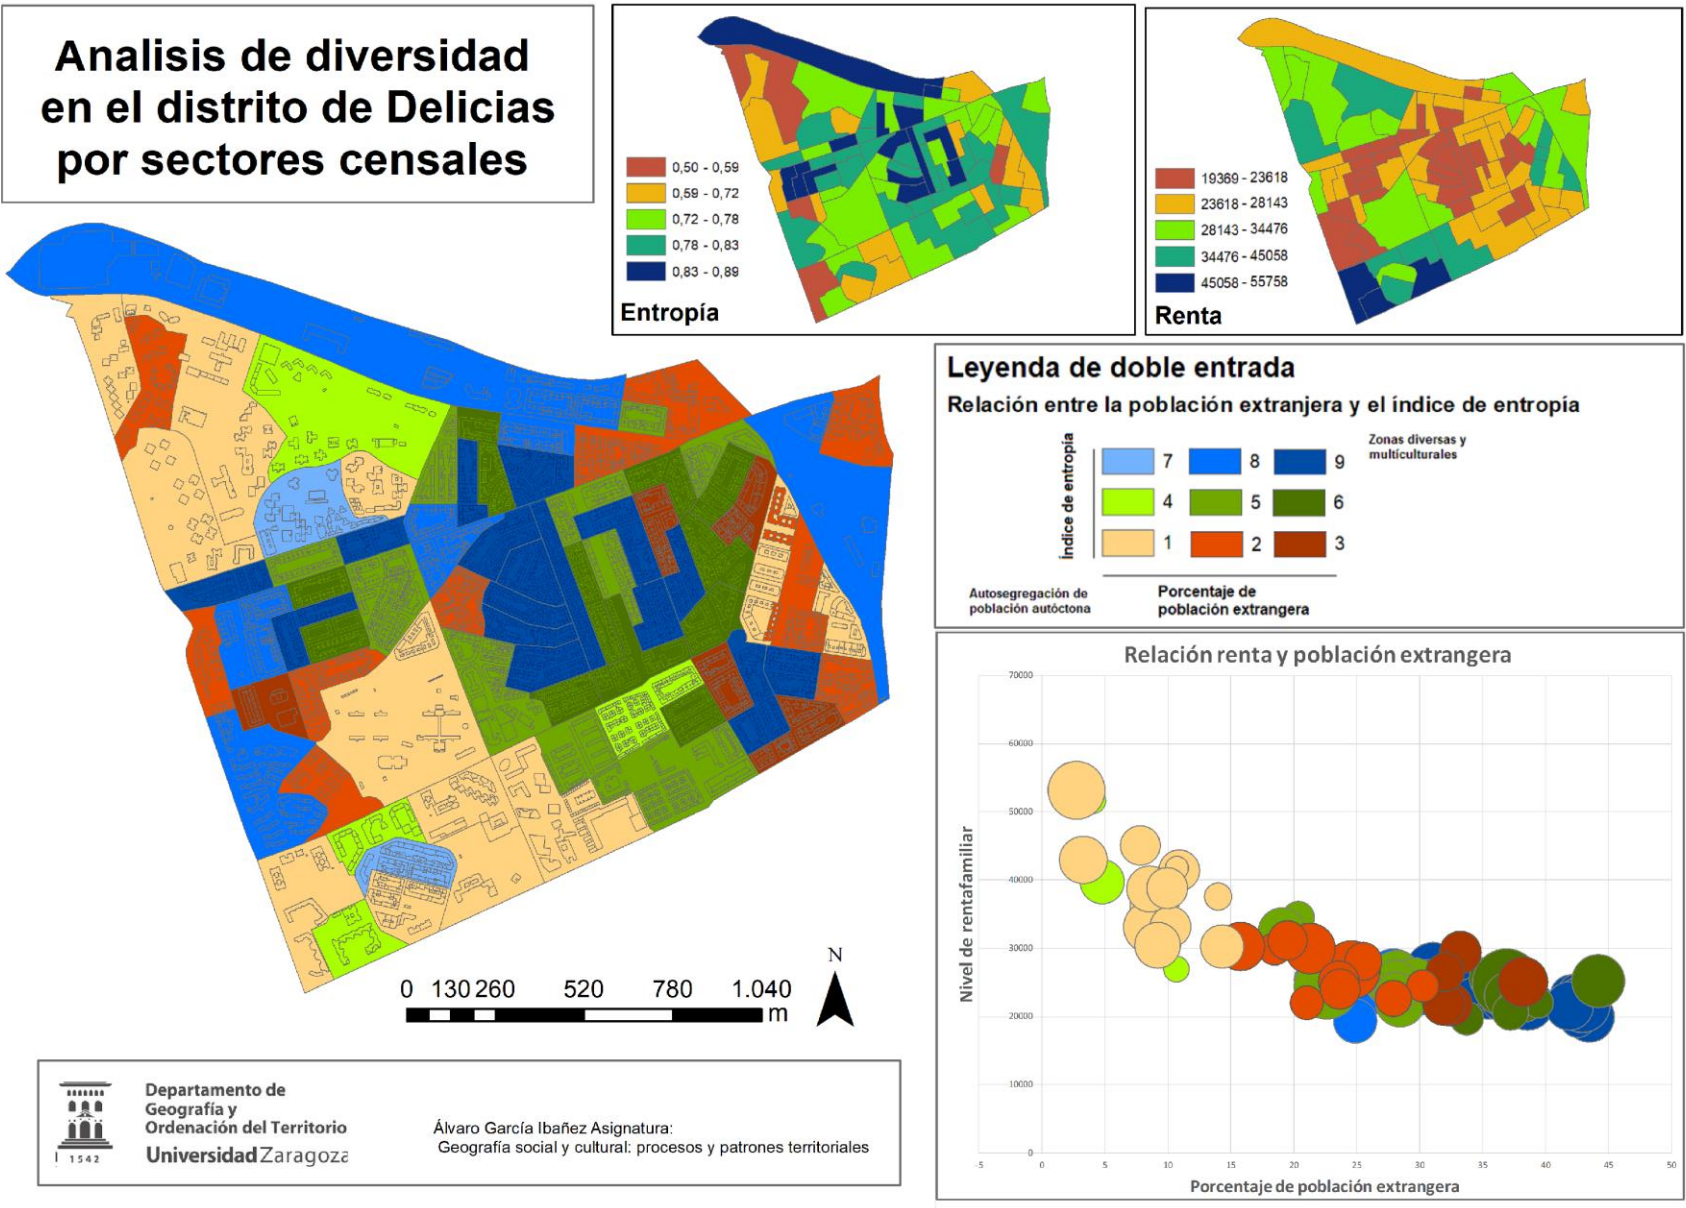 Analisis de diversidad
en el distrito de Delicias
por sectores censales
0,50 - 0,59
0,59 - 0,72
0,72 - 0,78
0,78 - 0,83
0,83 - 0,89
Entropía
19369 - 23618
23618 - 28143
28143 - 34476
34476 - 45058
45058 - 55758
Renta
Leyenda de doble entrada
Relación entre la población extranjera y el índice de entropía
Índice de entropía
7 8 9
4 5 6
1 2 3
Zonas diversas y
multículturales
Autosegregación de
población autóctona
Porcentaje de
población extrangera
Relación renta y población extrangera
Nivel de rentafamiliar
70000
60000
50000
40000
30000
20000
10000
0
-5 0 5 10 15 20 25 30 35 40 45 50
Porcentaje de población extrangera
N
0 130 260 520 780 1.040
m
1542
Departamento de
Geografía y
Ordenación del Territorio
Universidad Zaragoza
Álvaro García Ibañez Asignatura:
Geografía social y cultural: procesos y patrones territoriales